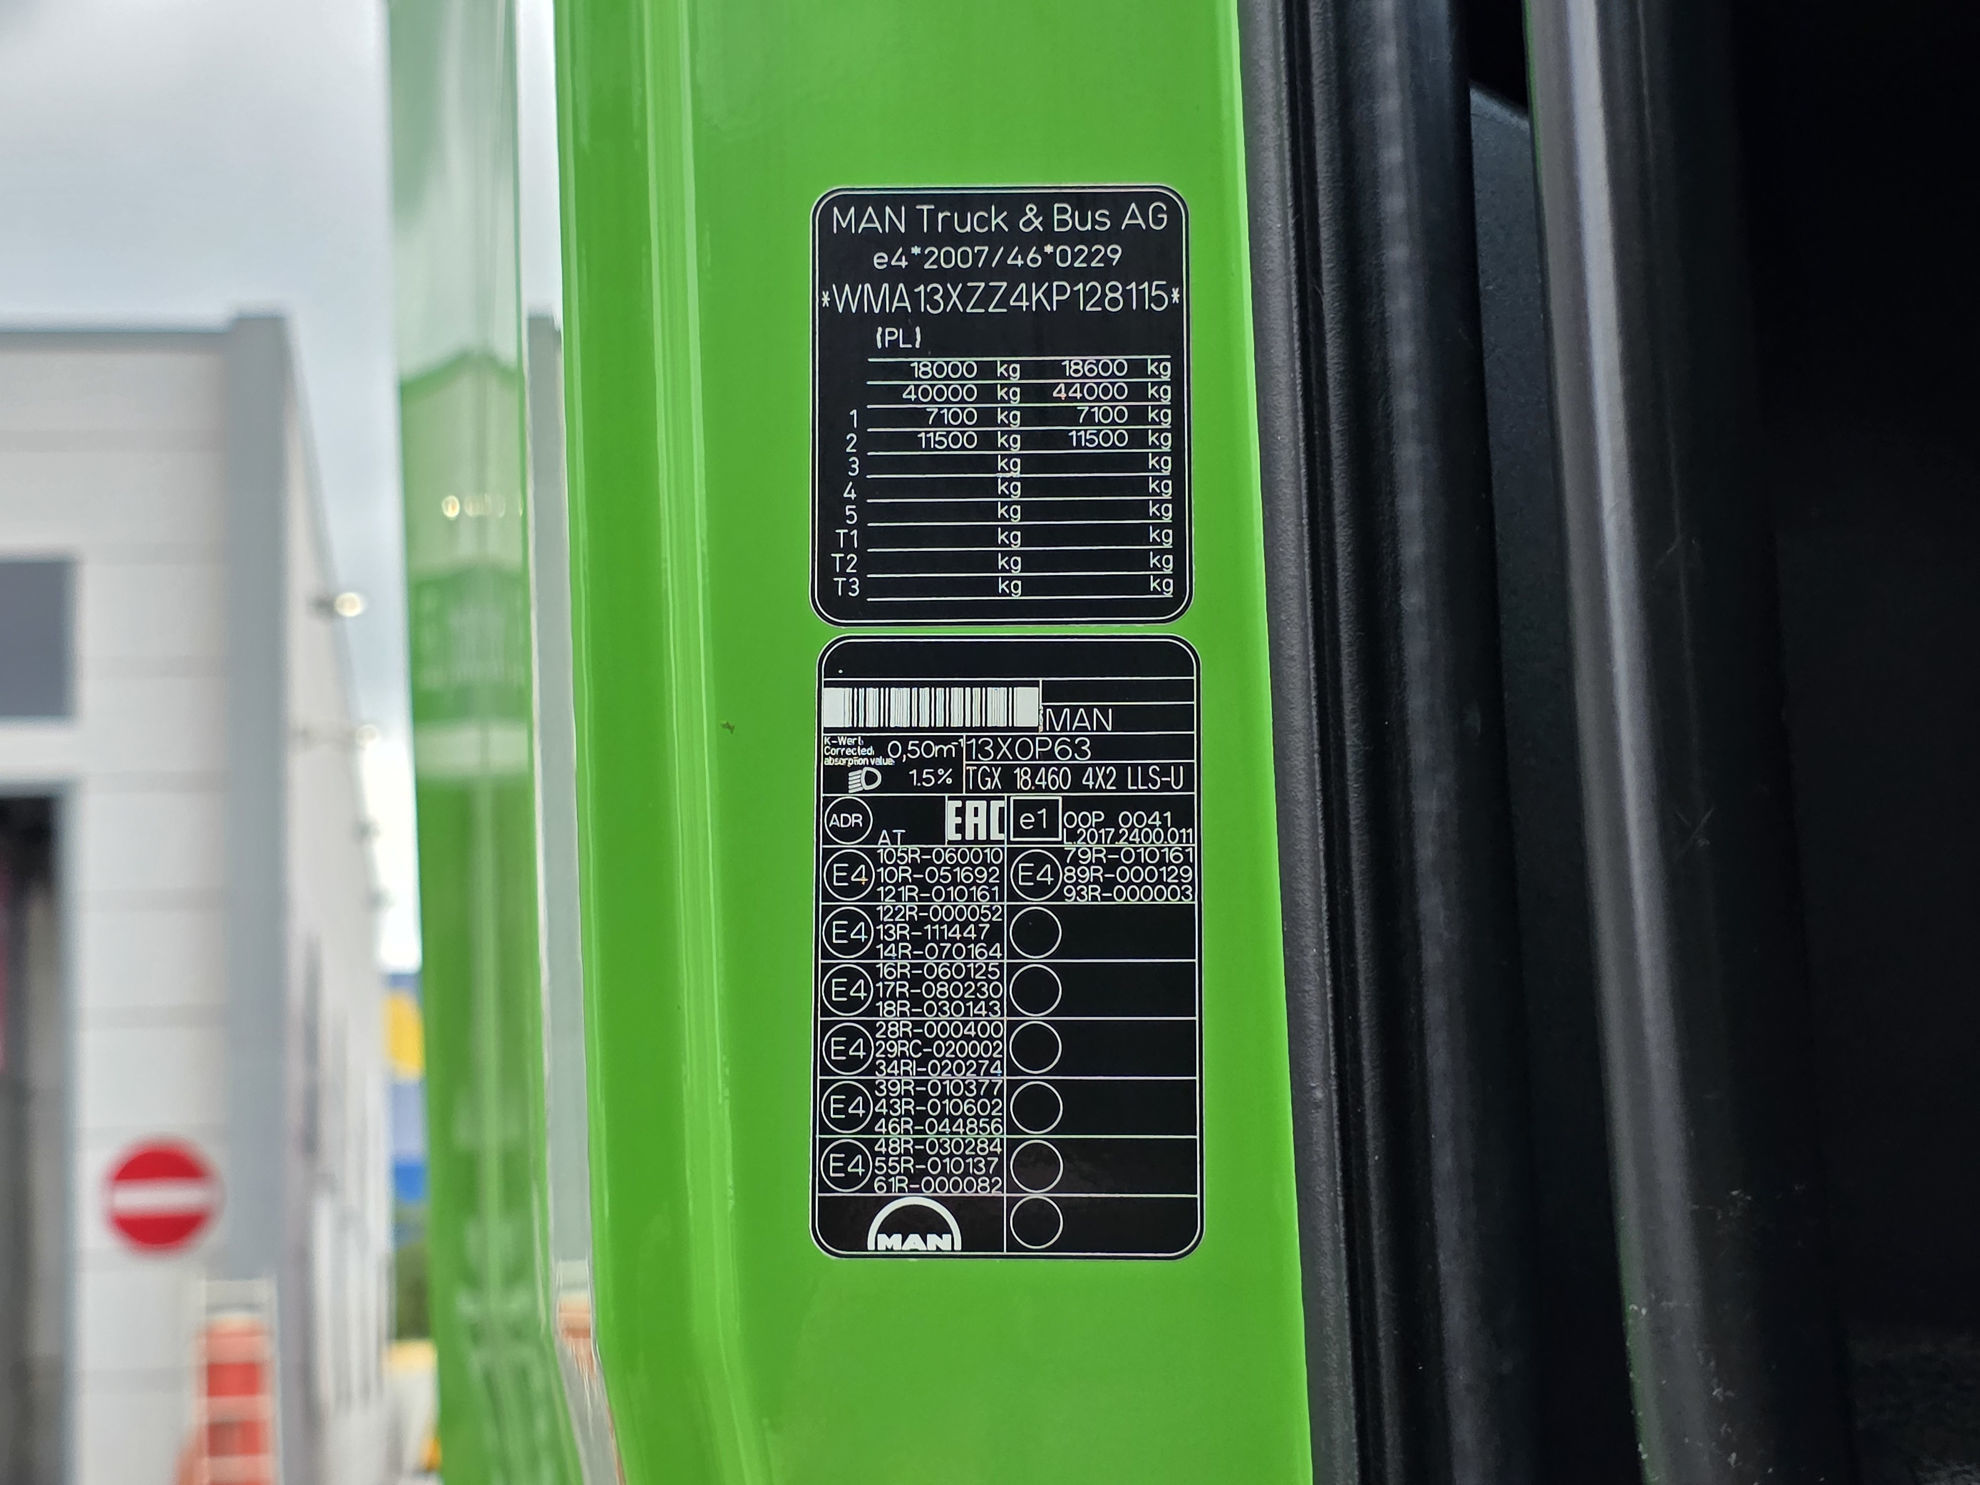 MAN Truck & Bus AG
e4*2007/46*0229
*WMA13XZZ4KP128115*
(PL)
18000 kg 18600 kg
40000 kg 44000 kg
1 7100 kg 7100 kg
2 11500 kg 11500 kg
3 kg kg
4 kg kg
5 kg kg
T1 kg kg
T2 kg kg
T3 kg kg
MAN
K-Wert:
Corrected:
absorption value:
0,50m-1 13X0P63
1.5% TGX 18.460 4X2 LLS-U
ADR AT EAC e1 00P 0041
L.2017.2400.011
E4 105R-060010 E4 79R-010161
10R-051692 89R-000129
121R-010161 93R-000003
E4 122R-000052
13R-111447
14R-070164
E4 16R-060125
17R-080230
18R-030143
E4 28R-000400
29RC-020002
34RI-020274
E4 39R-010377
43R-010602
46R-044856
E4 48R-030284
55R-010137
61R-000082
MAN